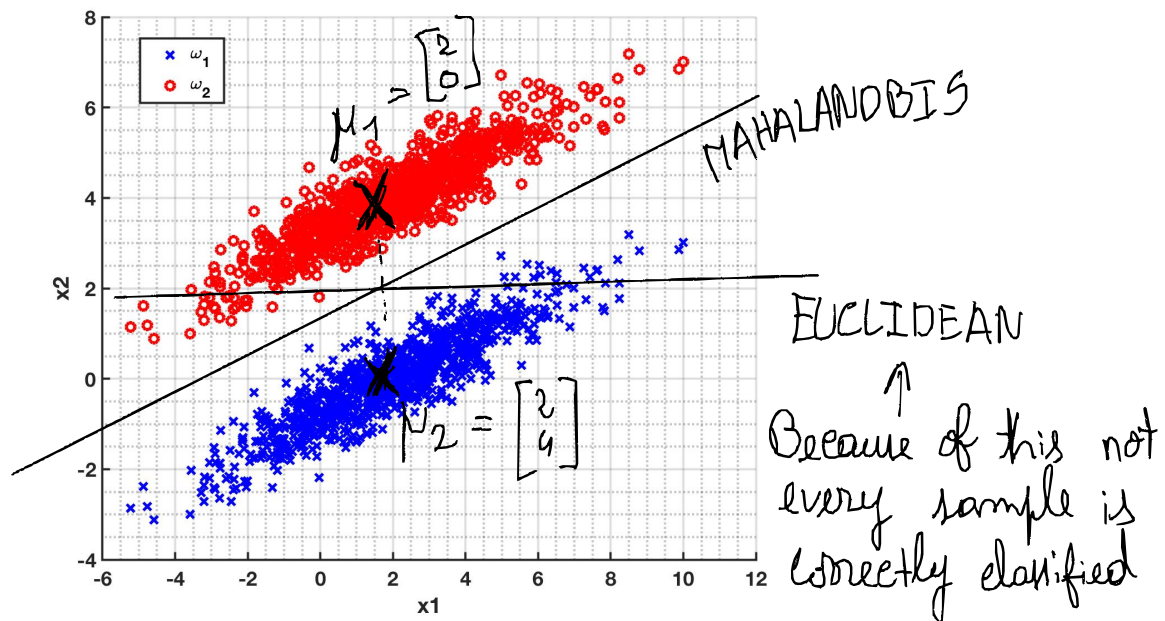 8
6
4
2
0
-2
-4
-6 -4 -2 0 2 4 6 8 10 12
x1
x2
ω1
ω2
μ1 = [2 0]
MAHALANOBIS
EUCLIDEAN
μ2 = [2 4]
Because of this not
every sample is
correctly classified